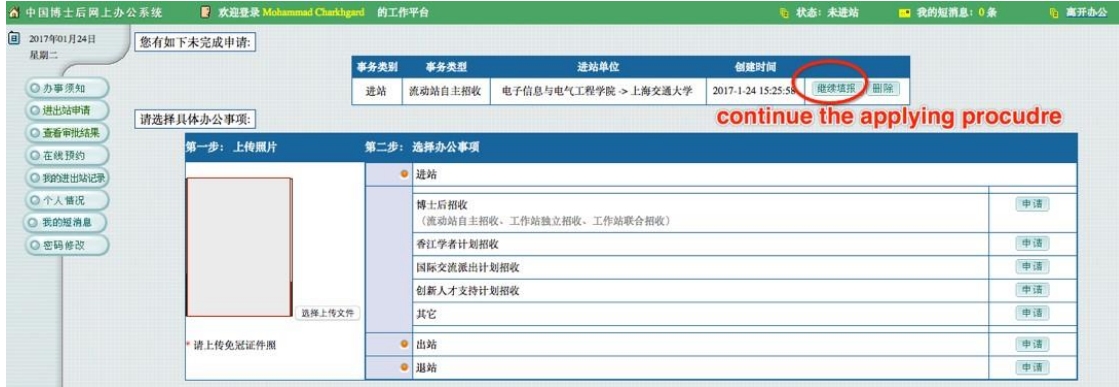 中国博士后网上办公系统 欢迎登录 Mohammad Charkhgard 的工作平台 状态：未进站 我的短消息：0 条 离开办公
2017年01月24日
星期二
办事须知
进出站申请
查看审批结果
在线预约
我的进出站记录
个人情况
我的短消息
密码修改
您有如下未完成申请:
事务类别 事务类型 进站单位 创建时间
进站 流动站自主招收 电子信息与电气工程学院 -> 上海交通大学 2017-1-24 15:25:58 继续填报 删除
continue the applying procudre
请选择具体办公事项:
第一步：上传照片 第二步：选择办公事项
选择上传文件
* 请上传免冠证件照
进站
博士后招收 申请
（流动站自主招收、工作站独立招收、工作站联合招收）
香江学者计划招收 申请
国际交流派出计划招收 申请
创新人才支持计划招收 申请
其它 申请
出站 申请
退站 申请